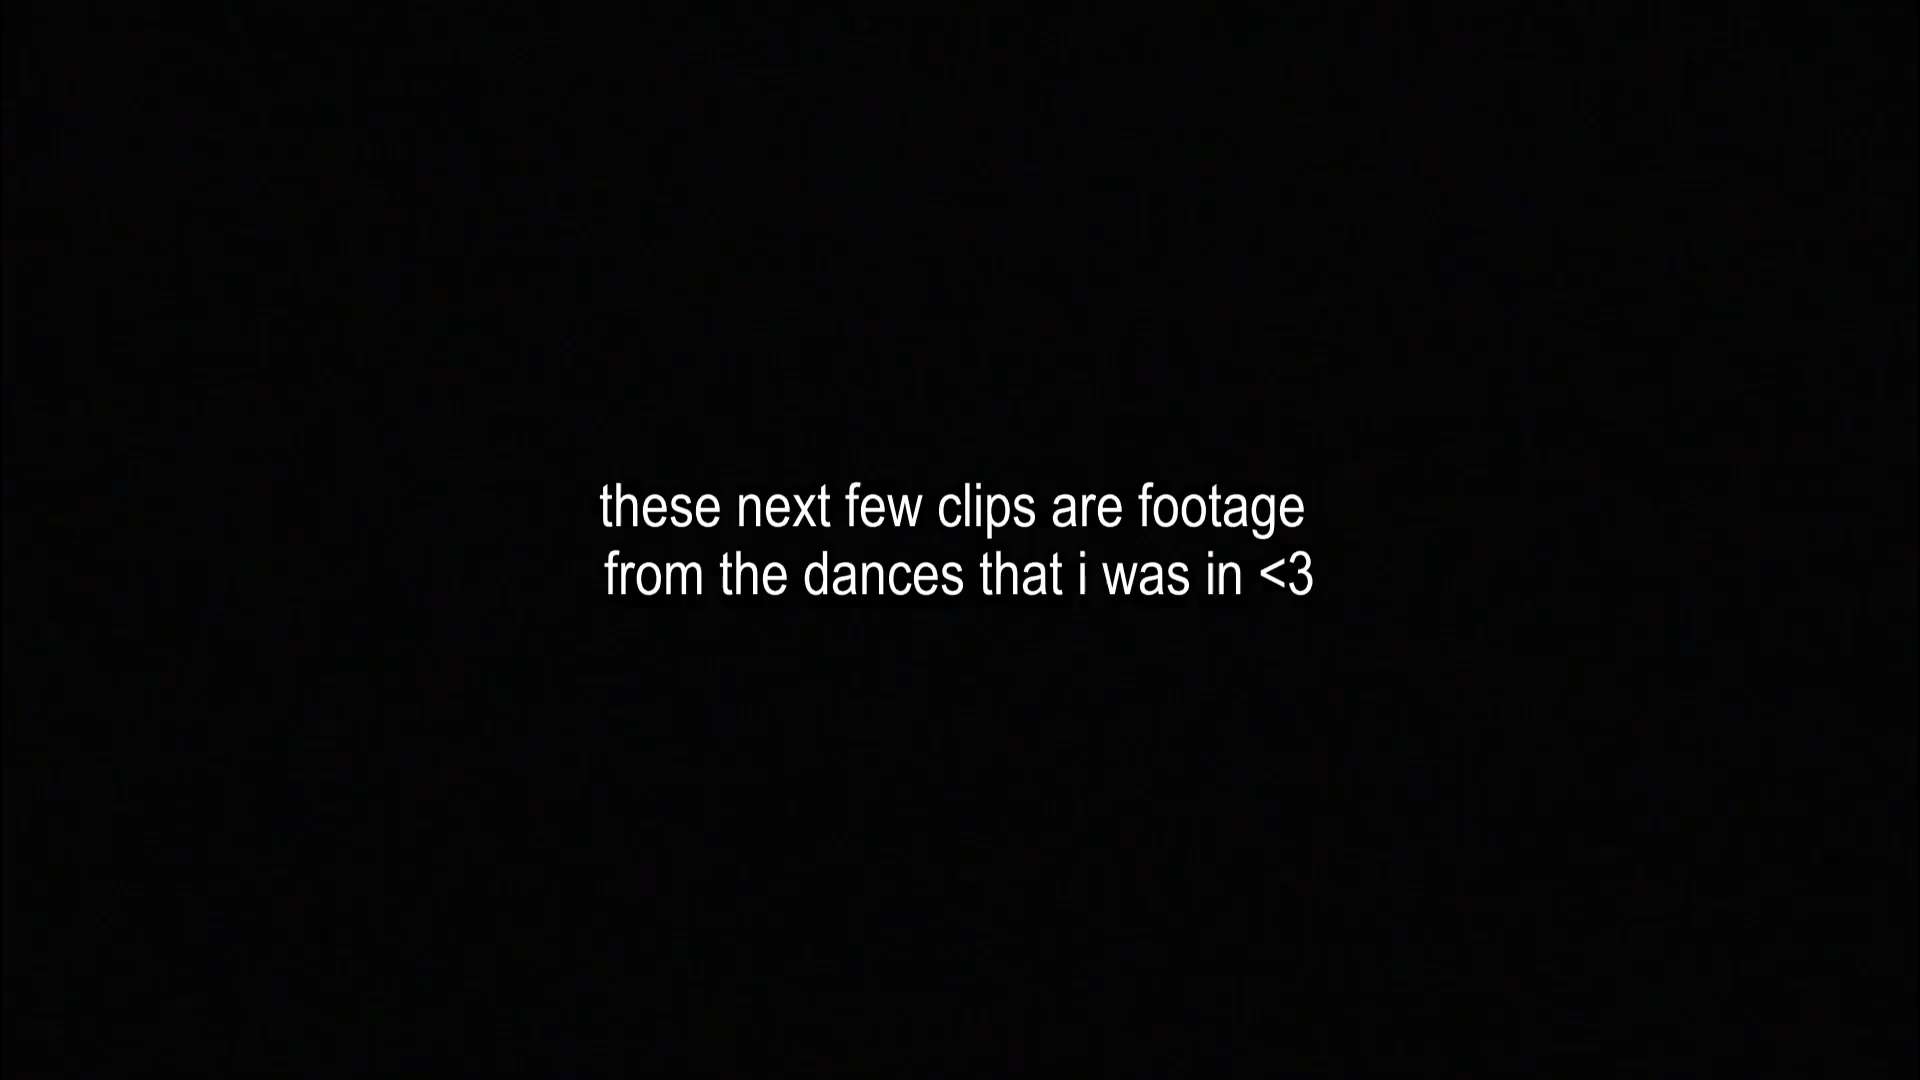 these next few clips are footage
from the dances that i was in <3